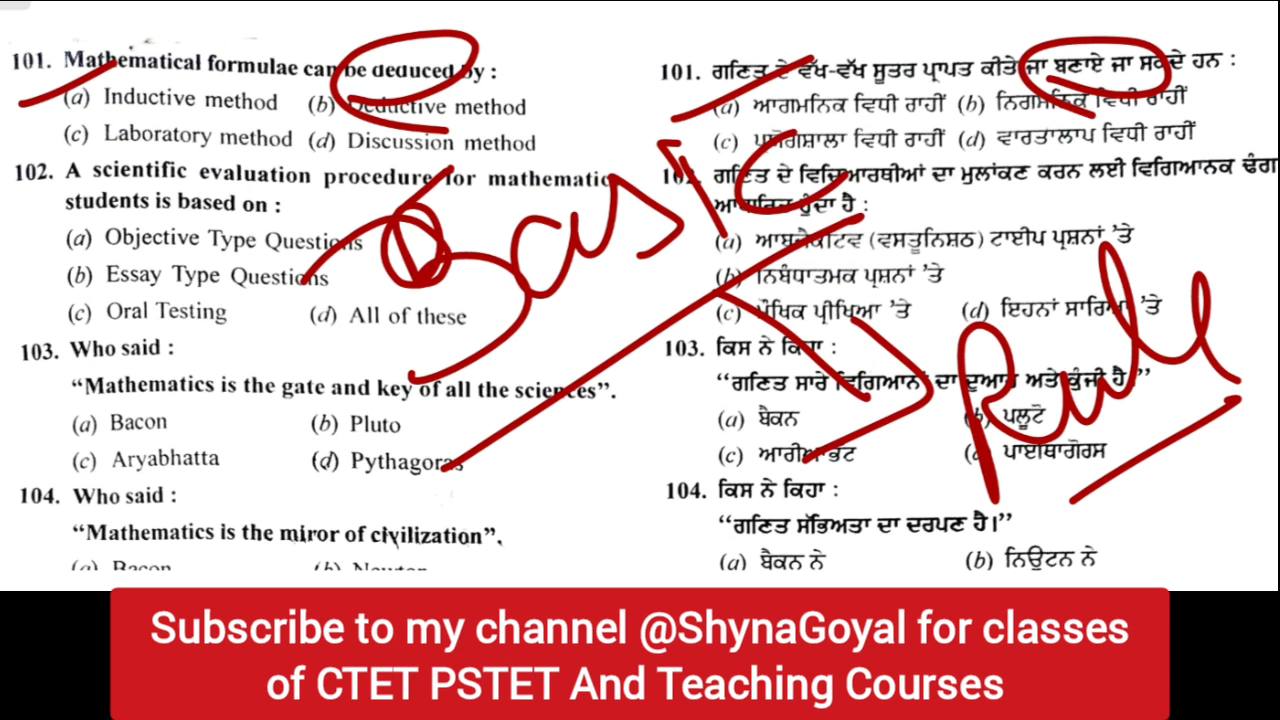 101. Mathematical formulae can be deduced by :
(a) Inductive method (b) Deductive method
(c) Laboratory method (d) Discussion method
102. A scientific evaluation procedure for mathematic
students is based on :
(a) Objective Type Questions
(b) Essay Type Questions
(c) Oral Testing (d) All of these
103. Who said :
“Mathematics is the gate and key of all the sciences”.
(a) Bacon (b) Pluto
(c) Aryabhatta (d) Pythagoras
104. Who said :
“Mathematics is the miror of civilization”.
(a) Bacon (b) Newton
101. ਗਣਿਤ ਦੇ ਵੱਖ-ਵੱਖ ਸੂਤਰ ਪ੍ਰਾਪਤ ਕੀਤੇ ਜਾ ਬਣਾਏ ਜਾ ਸਕਦੇ ਹਨ :
(a) ਆਗਮਨਿਕ ਵਿਧੀ ਰਾਹੀਂ (b) ਨਿਗਮਨਿਕ ਵਿਧੀ ਰਾਹੀਂ
(c) ਪ੍ਰਯੋਗਸ਼ਾਲਾ ਵਿਧੀ ਰਾਹੀਂ (d) ਵਾਰਤਾਲਾਪ ਵਿਧੀ ਰਾਹੀਂ
102. ਗਣਿਤ ਦੇ ਵਿਦਿਆਰਥੀਆਂ ਦਾ ਮੁਲਾਂਕਣ ਕਰਨ ਲਈ ਵਿਗਿਆਨਕ ਢੰਗ
ਆਧਾਰਿਤ ਹੁੰਦਾ ਹੈ :
(a) ਆਬਜੈਕਟਿਵ (ਵਸਤੂਨਿਸ਼ਠ) ਟਾਈਪ ਪ੍ਰਸ਼ਨਾਂ ’ਤੇ
(b) ਨਿਬੰਧਾਤਮਕ ਪ੍ਰਸ਼ਨਾਂ ’ਤੇ
(c) ਮੌਖਿਕ ਪ੍ਰੀਖਿਆ ’ਤੇ (d) ਇਹਨਾਂ ਸਾਰਿਆਂ ’ਤੇ
103. ਕਿਸ ਨੇ ਕਿਹਾ :
“ਗਣਿਤ ਸਾਰੇ ਵਿਗਿਆਨਾਂ ਦਾ ਦੁਆਰ ਅਤੇ ਕੁੰਜੀ ਹੈ।”
(a) ਬੈਕਨ (b) ਪਲੂਟੋ
(c) ਆਰੀਆਭੱਟ (d) ਪਾਈਥਾਗੋਰਸ
104. ਕਿਸ ਨੇ ਕਿਹਾ :
“ਗਣਿਤ ਸੱਭਿਅਤਾ ਦਾ ਦਰਪਣ ਹੈ।”
(a) ਬੈਕਨ ਨੇ (b) ਨਿਊਟਨ ਨੇ
Basic
Rule
Subscribe to my channel @ShynaGoyal for classes
of CTET PSTET And Teaching Courses